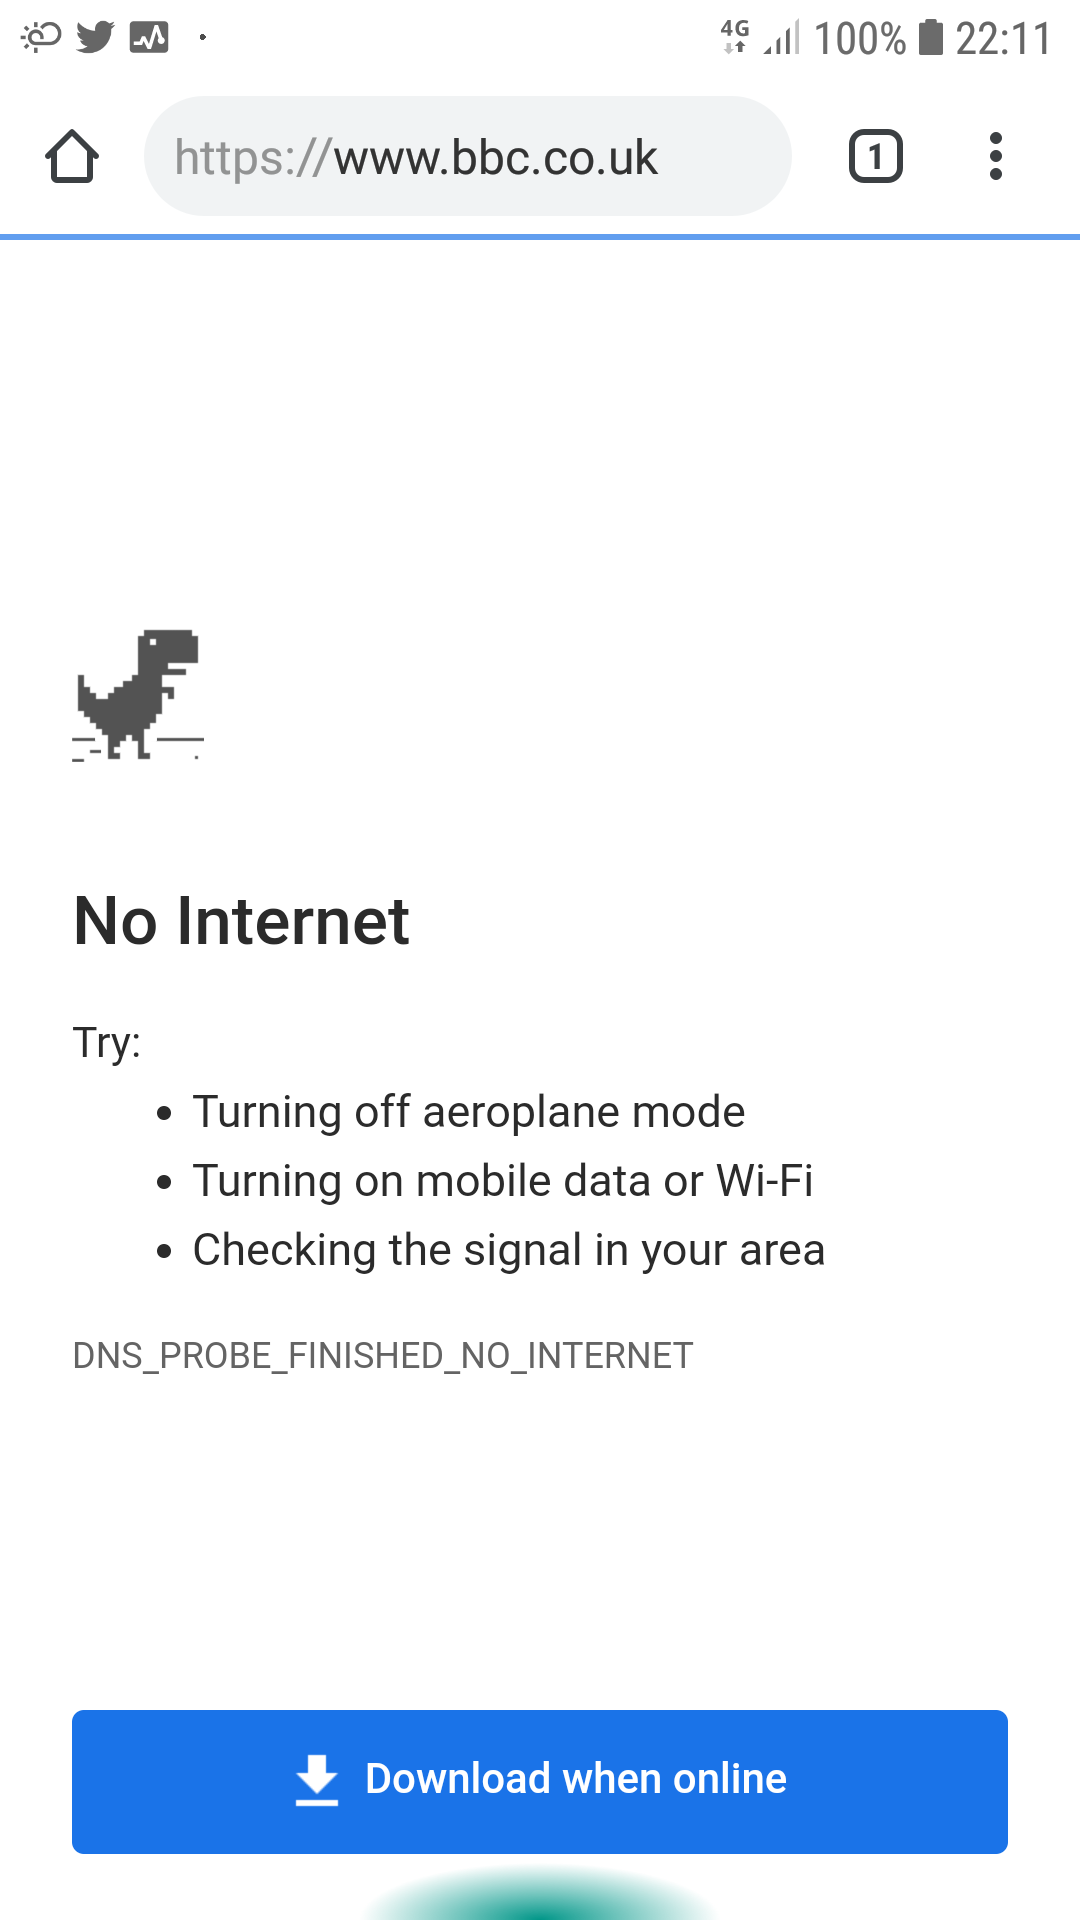 4G 100% 22:11
https://www.bbc.co.uk 1
No Internet
Try:
• Turning off aeroplane mode
• Turning on mobile data or Wi-Fi
• Checking the signal in your area
DNS_PROBE_FINISHED_NO_INTERNET
Download when online